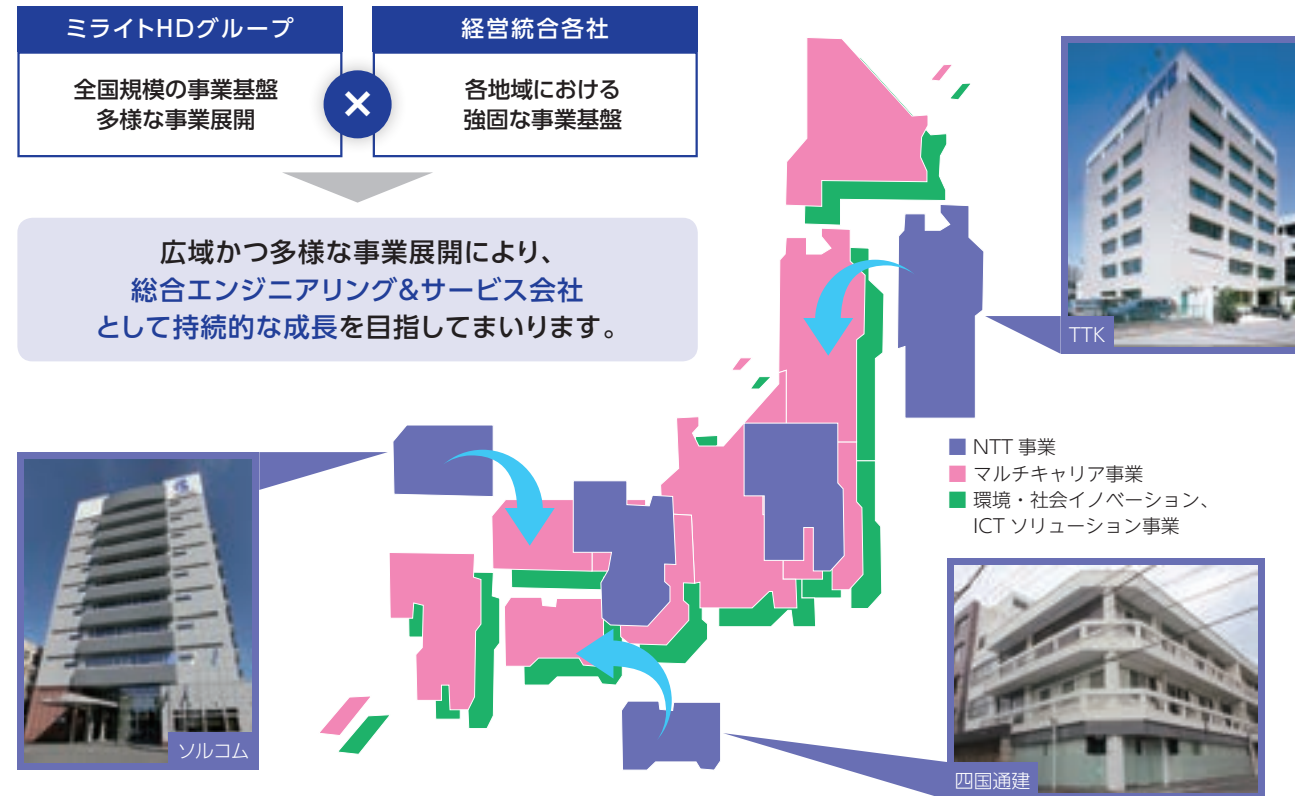 ミライトHDグループ
全国規模の事業基盤
多様な事業展開
×
経営統合各社
各地域における
強固な事業基盤
広域かつ多様な事業展開により、
総合エンジニアリング&サービス会社
として持続的な成長を目指してまいります。
TTK
NTT 事業
マルチキャリア事業
環境・社会イノベーション、
ICT ソリューション事業
ソルコム
四国通建